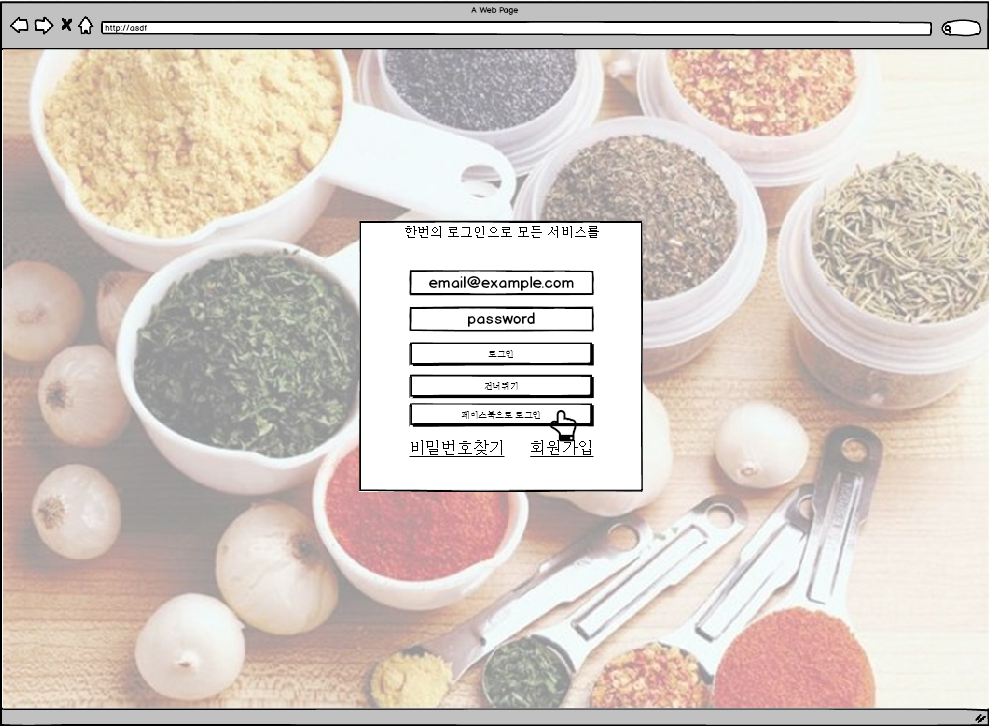 A Web Page
http://asdf
한번의 로그인으로 모든 서비스를
email@example.com
password
로그인
건너뛰기
페이스북으로 로그인
비밀번호찾기 회원가입